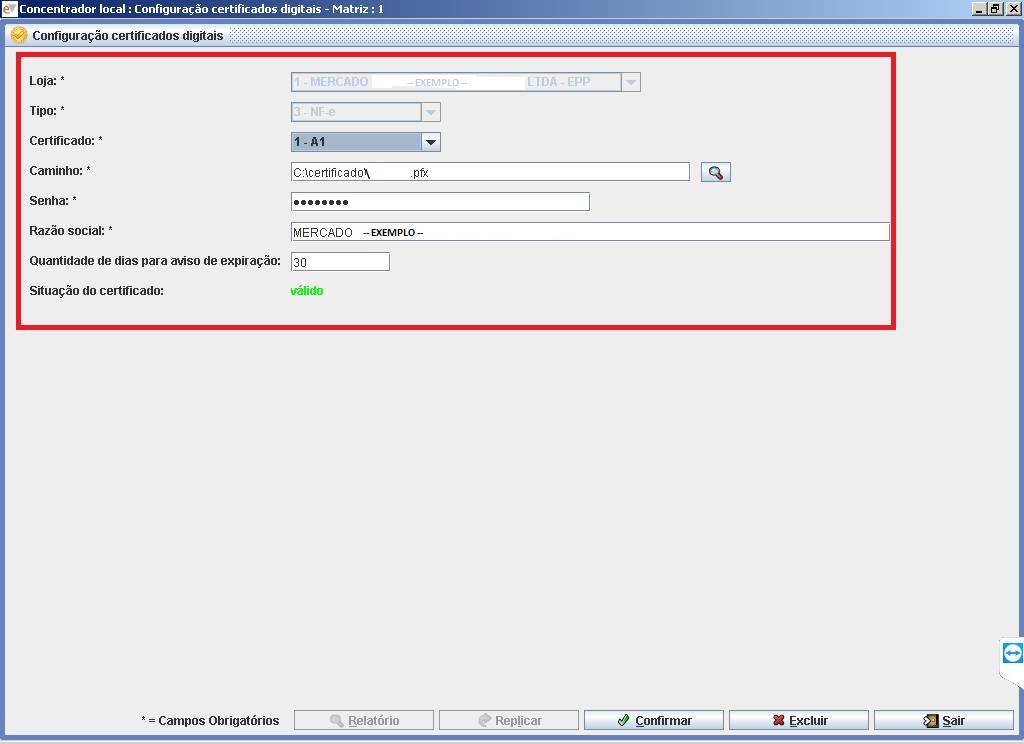 Concentrador local : Configuração certificados digitais - Matriz : 1
Configuração certificados digitais
Loja: * 1 - MERCADO -- EXEMPLO -- LTDA - EPP
Tipo: * 3 - NF-e
Certificado: * 1 - A1
Caminho: * C:\certificado\ .pfx
Senha: * ●●●●●●●●
Razão social: * MERCADO -- EXEMPLO --
Quantidade de dias para aviso de expiração: 30
Situação do certificado: válido
* = Campos Obrigatórios Relatório Replicar Confirmar Excluir Sair